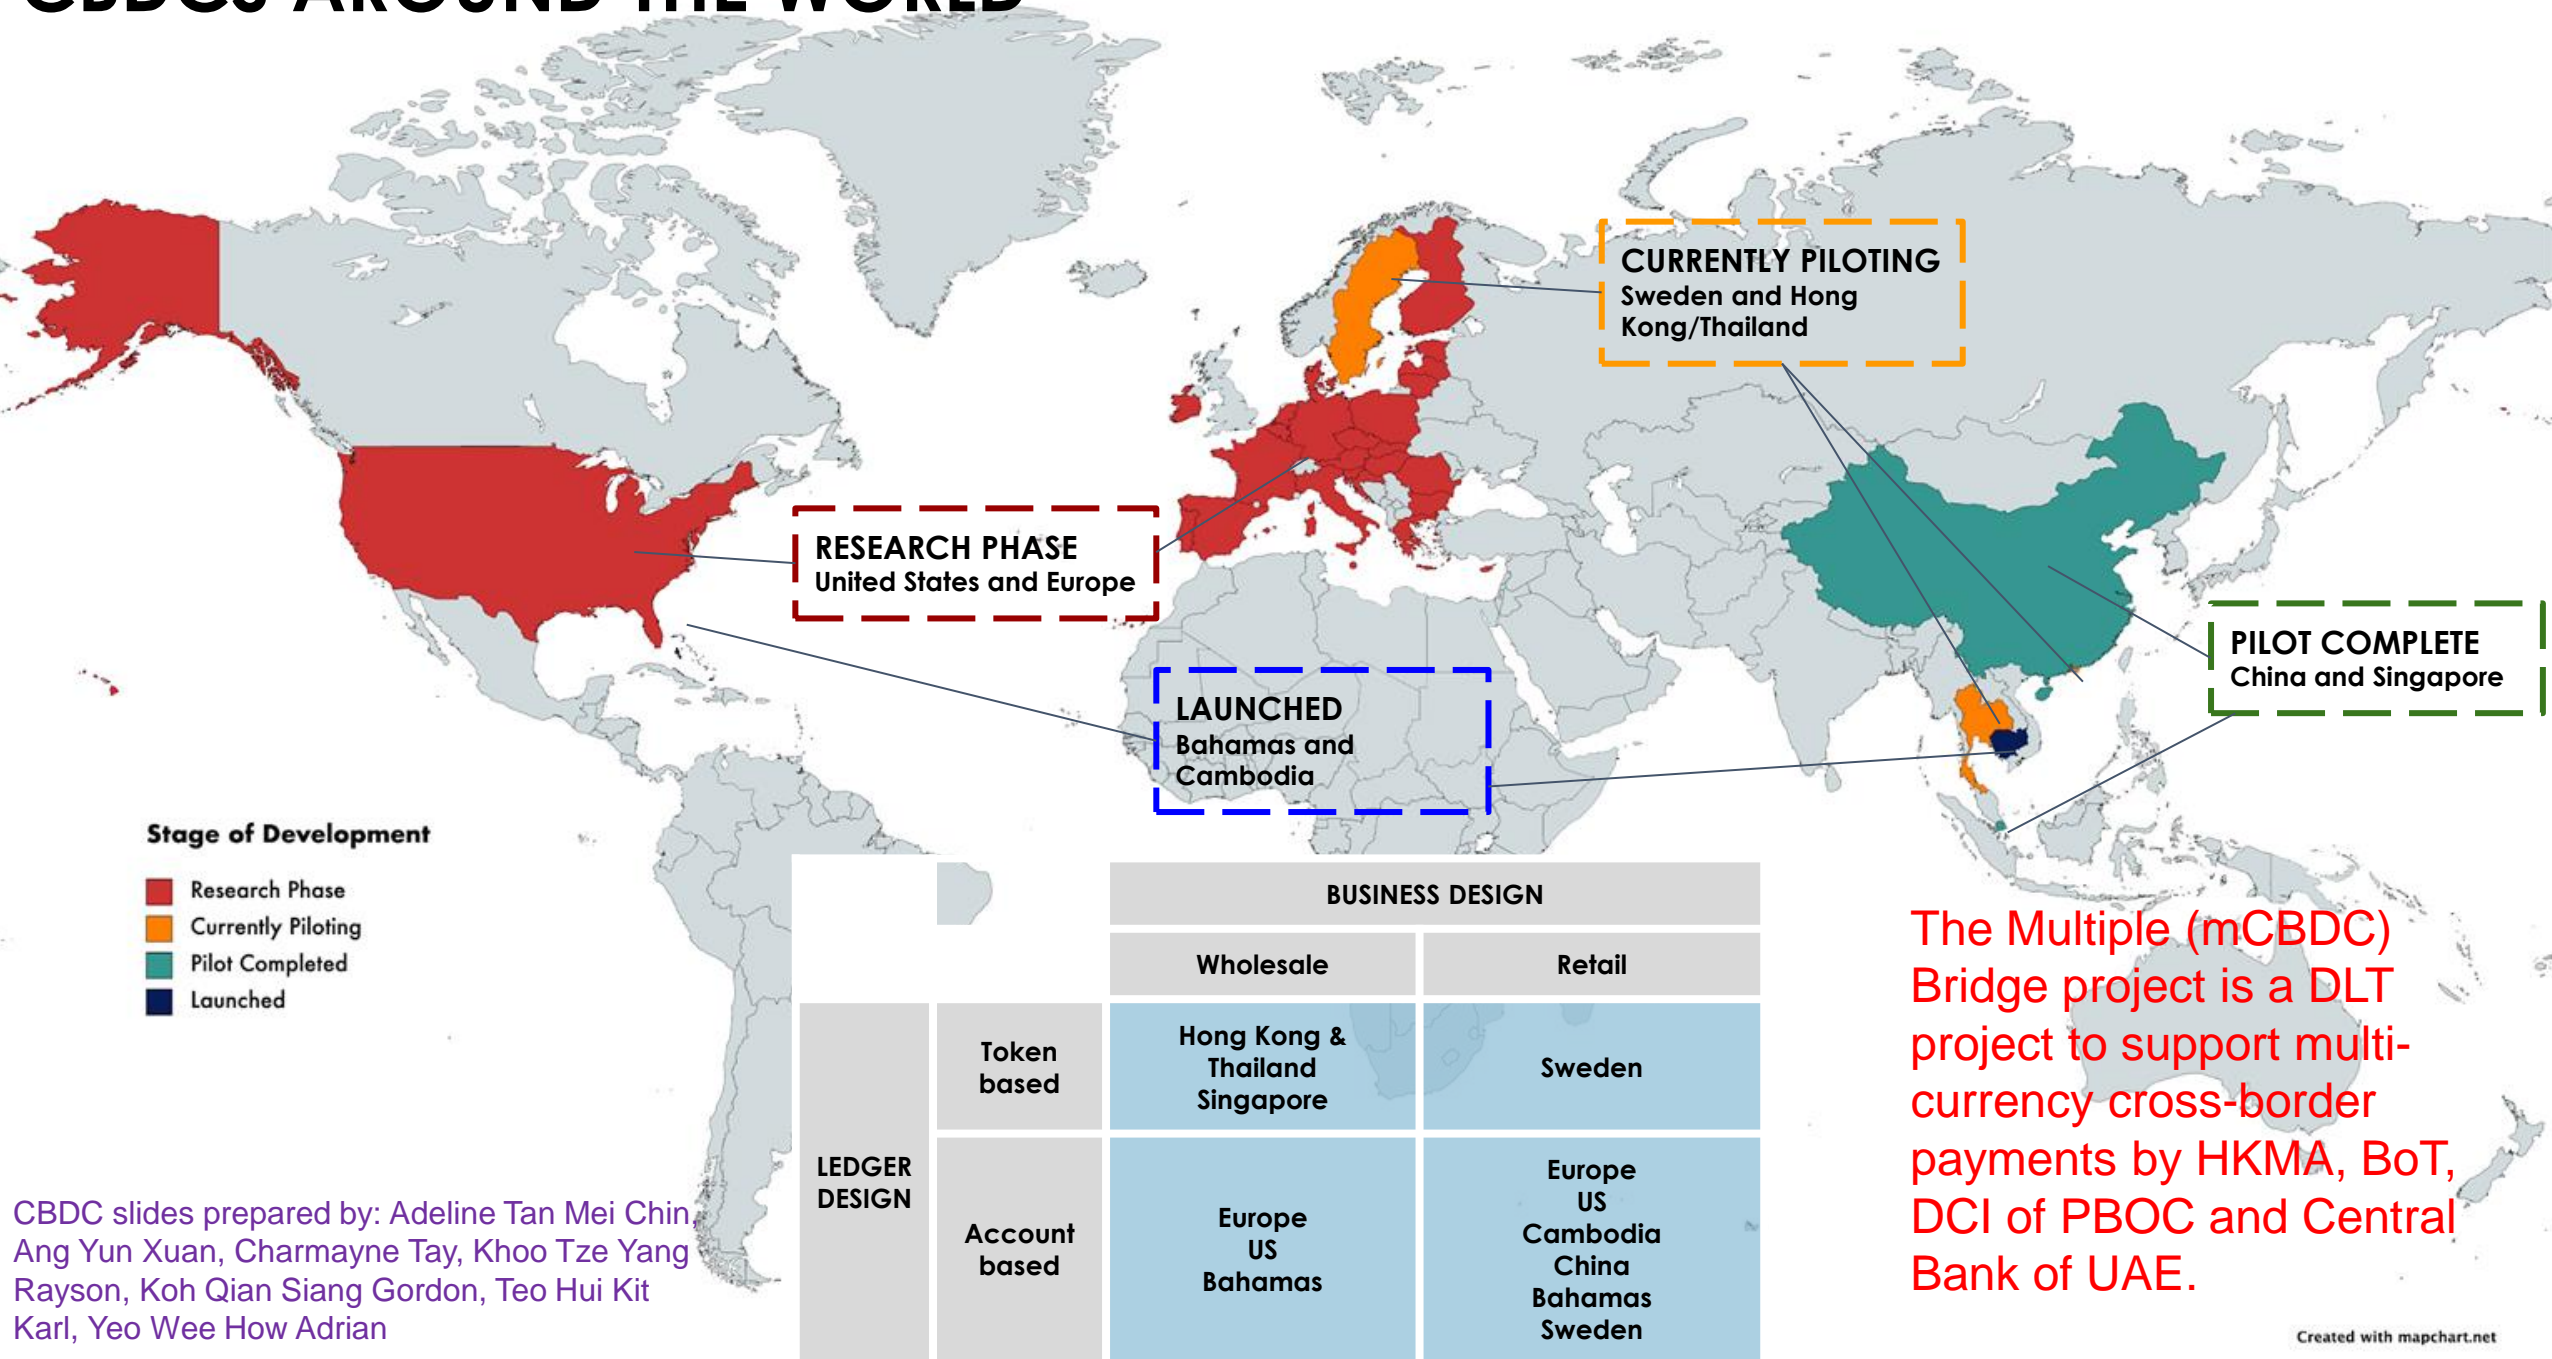 CBDCS AROUND THE WORLD
CURRENTLY PILOTING
Sweden and Hong
Kong/Thailand
RESEARCH PHASE
United States and Europe
PILOT COMPLETE
China and Singapore
LAUNCHED
Bahamas and
Cambodia
Stage of Development
Research Phase
Currently Piloting
Pilot Completed
Launched
BUSINESS DESIGN
Wholesale
Retail
LEDGER
DESIGN
Token
based
Hong Kong &
Thailand
Singapore
Sweden
Account
based
Europe
US
Bahamas
Europe
US
Cambodia
China
Bahamas
Sweden
The Multiple (mCBDC)
Bridge project is a DLT
project to support multi-
currency cross-border
payments by HKMA, BoT,
DCI of PBOC and Central
Bank of UAE.
CBDC slides prepared by: Adeline Tan Mei Chin,
Ang Yun Xuan, Charmayne Tay, Khoo Tze Yang
Rayson, Koh Qian Siang Gordon, Teo Hui Kit
Karl, Yeo Wee How Adrian
Created with mapchart.net